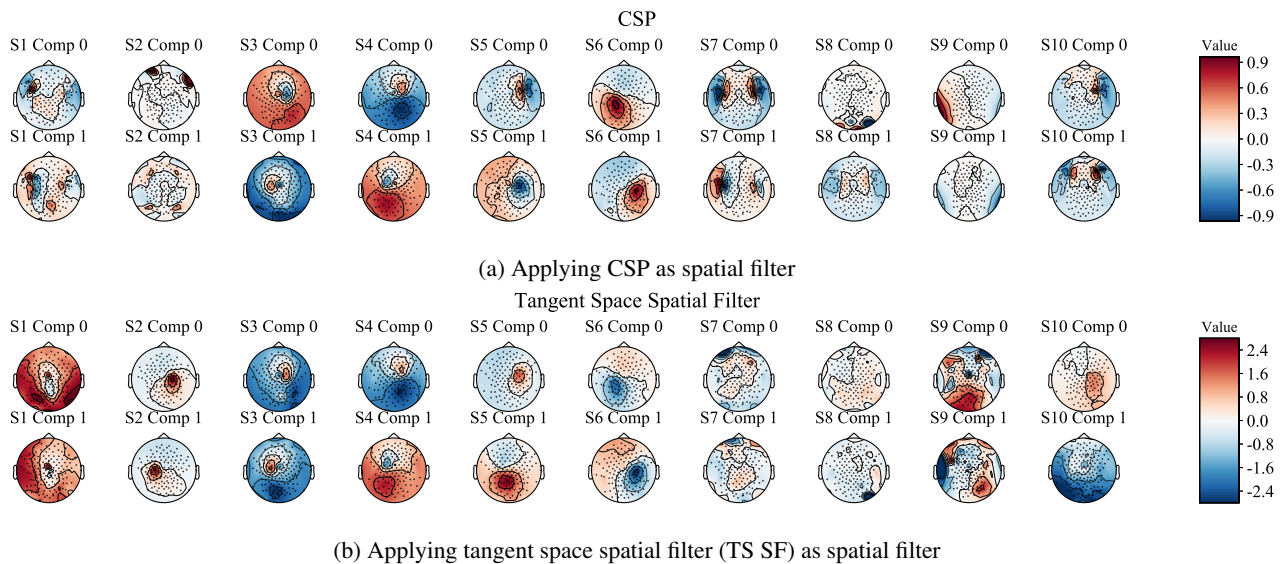 CSP
S1 Comp 0 S2 Comp 0 S3 Comp 0 S4 Comp 0 S5 Comp 0 S6 Comp 0 S7 Comp 0 S8 Comp 0 S9 Comp 0 S10 Comp 0
S1 Comp 1 S2 Comp 1 S3 Comp 1 S4 Comp 1 S5 Comp 1 S6 Comp 1 S7 Comp 1 S8 Comp 1 S9 Comp 1 S10 Comp 1
Value
0.9
0.6
0.3
0.0
-0.3
-0.6
-0.9
(a) Applying CSP as spatial filter
Tangent Space Spatial Filter
S1 Comp 0 S2 Comp 0 S3 Comp 0 S4 Comp 0 S5 Comp 0 S6 Comp 0 S7 Comp 0 S8 Comp 0 S9 Comp 0 S10 Comp 0
S1 Comp 1 S2 Comp 1 S3 Comp 1 S4 Comp 1 S5 Comp 1 S6 Comp 1 S7 Comp 1 S8 Comp 1 S9 Comp 1 S10 Comp 1
Value
2.4
1.6
0.8
0.0
-0.8
-1.6
-2.4
(b) Applying tangent space spatial filter (TS SF) as spatial filter